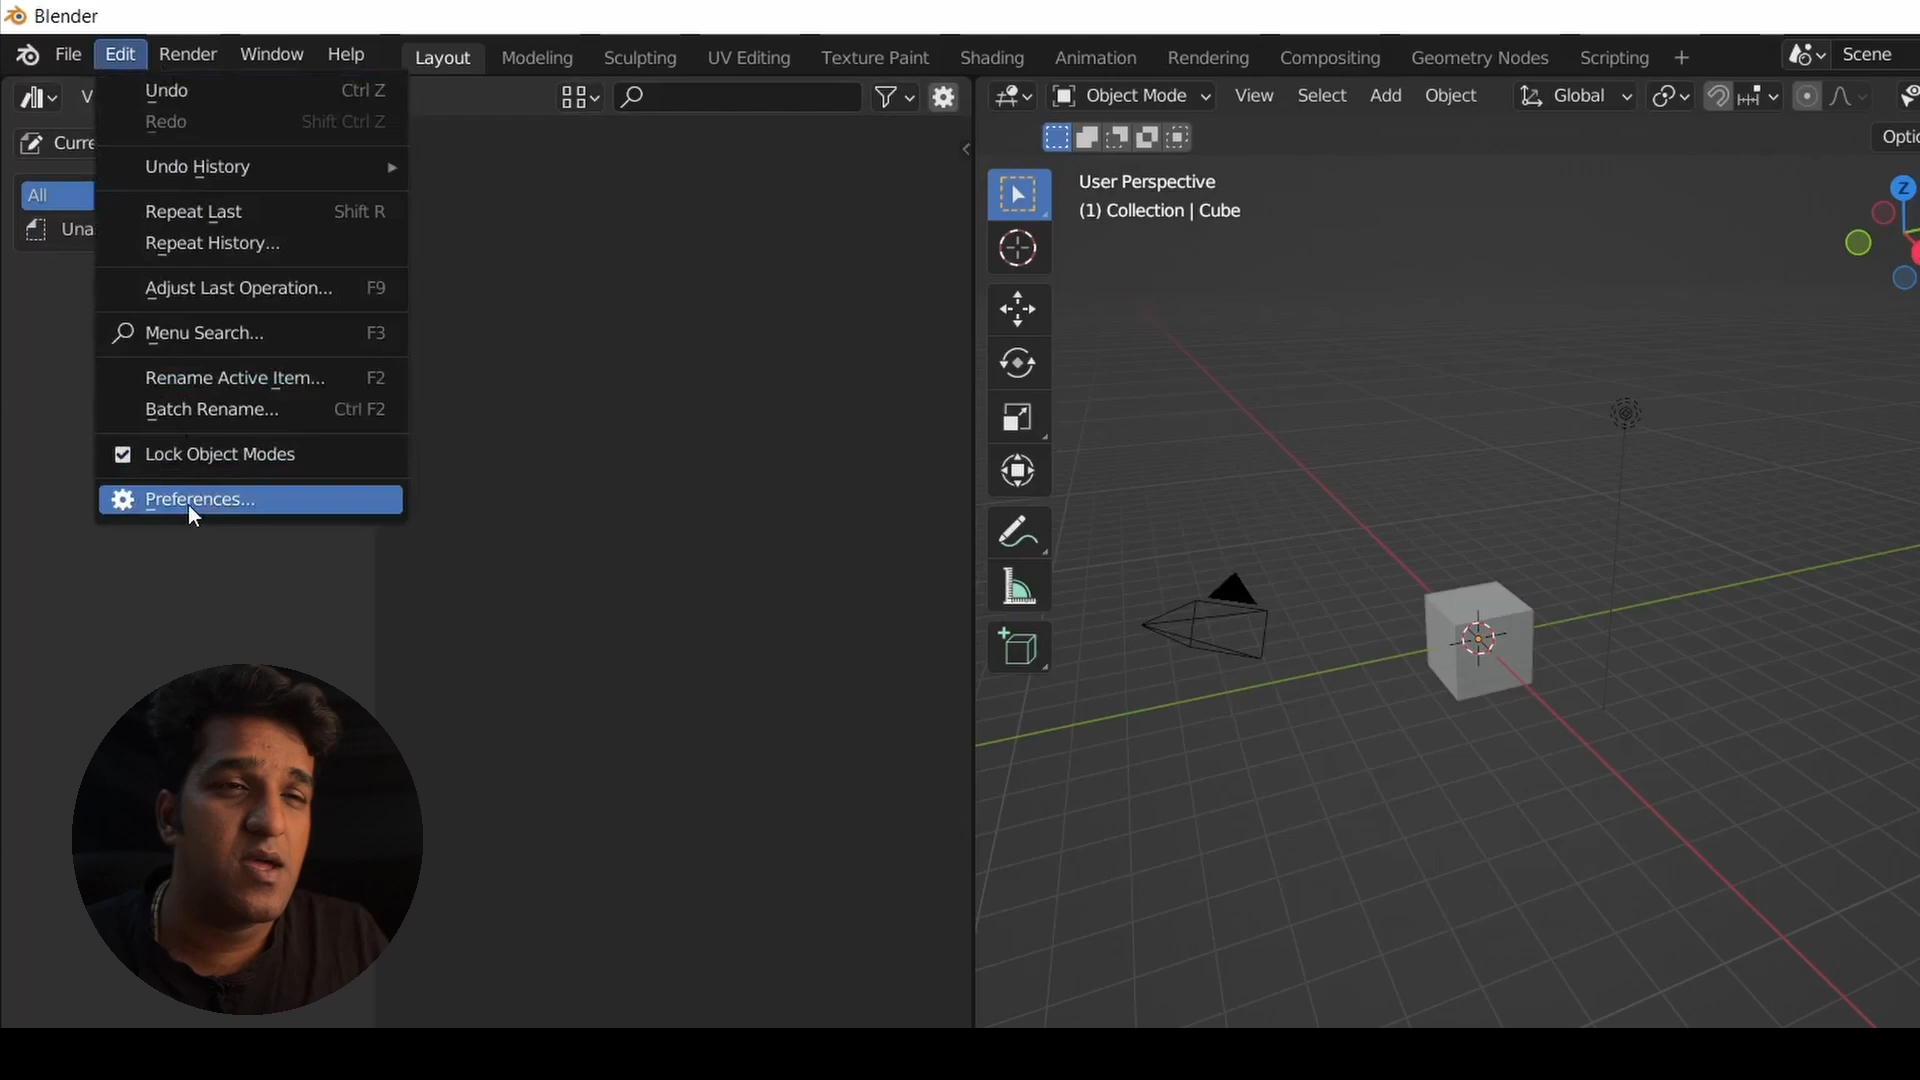 Blender
File Edit Render Window Help Layout Modeling Sculpting UV Editing Texture Paint Shading Animation Rendering Compositing Geometry Nodes Scripting + Scene
V
Object Mode View Select Add Object Global
Undo Ctrl Z
Redo Shift Ctrl Z
Curre
Optio
Undo History
All
Una
Repeat Last Shift R
Repeat History...
Adjust Last Operation... F9
Menu Search... F3
Rename Active Item... F2
Batch Rename... Ctrl F2
Lock Object Modes
Preferences...
User Perspective
(1) Collection | Cube
Z